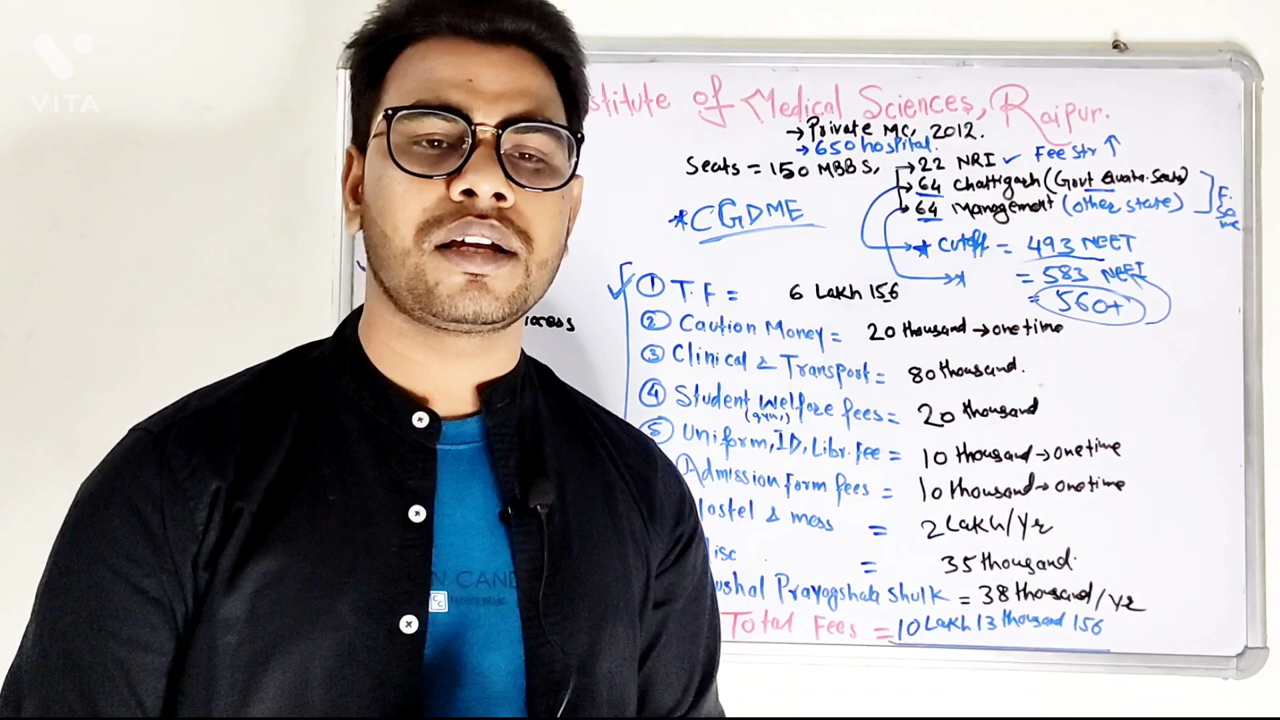 VITA
stitute of Medical Sciences, Raipur.
→ Private MC, 2012.
→ 650 hospital.
Seats = 150 MBBS, → 22 NRI ✓ Fee Str ↑
→ 64 Chattigarh (Govt Quota Seats)
→ 64 Management (other state)
* CGDME
* Cutoff = 493 NEET
* = 583 NEET
= 560+
① T.F = 6 Lakh 156
② Caution Money = 20 thousand → one time
③ Clinical & Transport = 80 thousand.
④ Student Welfare fees = 20 thousand
(gym,)
⑤ Uniform, ID, Libr. fee = 10 thousand → one time
Admission form fees = 10 thousand → one time
Hostel & mess = 2 Lakh/Yr
isc = 35 thousand.
ushal Prayogshala Shulk = 38 thousand/Yr
Total Fees = 10 Lakh 13 thousand 156